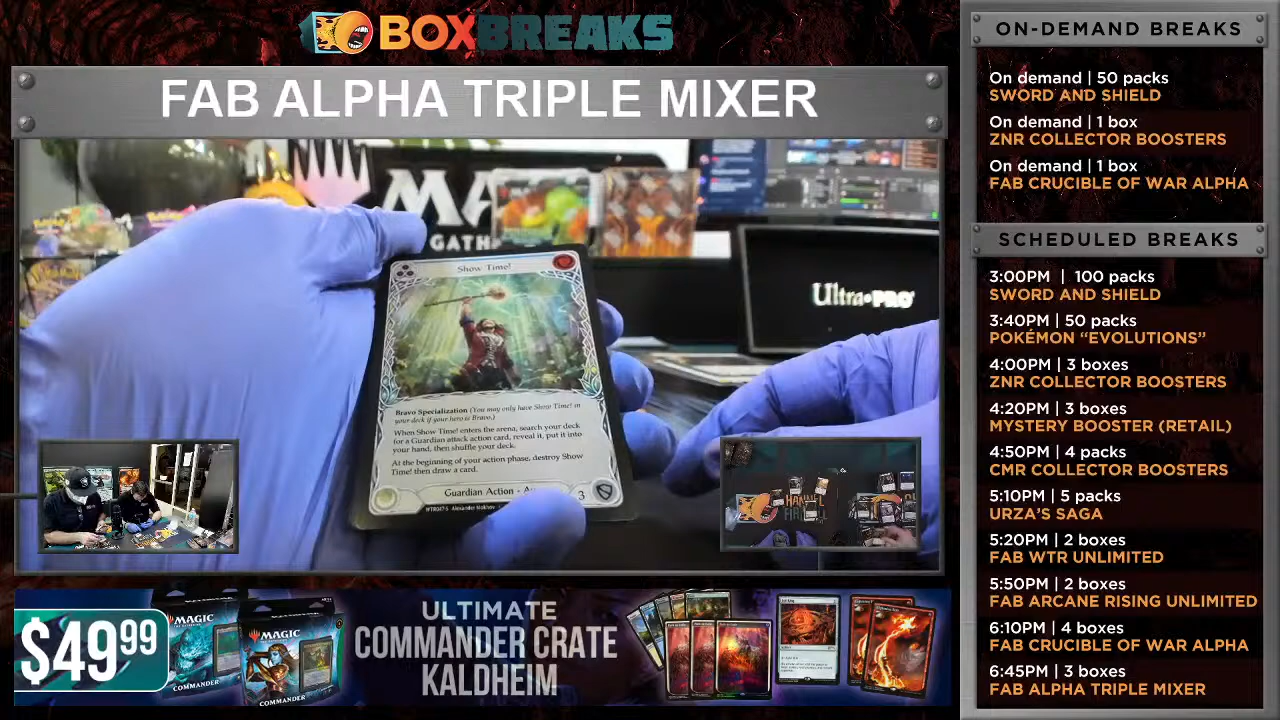 BOXBREAKS
FAB ALPHA TRIPLE MIXER
MA
GATH
Ultra•PRO
Show Time!
Bravo Specialization (You may only have Show Time! in
your deck if your hero is Bravo.)
When Show Time! enters the arena, search your deck
for a Guardian attack action card, reveal it, put it into
your hand, then shuffle your deck.
At the beginning of your action phase, destroy Show
Time! then draw a card.
Guardian Action - A
3
$49.99
MAGIC
COMMANDER
MAGIC
COMMANDER
ULTIMATE
COMMANDER CRATE
KALDHEIM
ON-DEMAND BREAKS
On demand | 50 packs
SWORD AND SHIELD
On demand | 1 box
ZNR COLLECTOR BOOSTERS
On demand | 1 box
FAB CRUCIBLE OF WAR ALPHA
SCHEDULED BREAKS
3:00PM | 100 packs
SWORD AND SHIELD
3:40PM | 50 packs
POKÉMON “EVOLUTIONS”
4:00PM | 3 boxes
ZNR COLLECTOR BOOSTERS
4:20PM | 3 boxes
MYSTERY BOOSTER (RETAIL)
4:50PM | 4 packs
CMR COLLECTOR BOOSTERS
5:10PM | 5 packs
URZA’S SAGA
5:20PM | 2 boxes
FAB WTR UNLIMITED
5:50PM | 2 boxes
FAB ARCANE RISING UNLIMITED
6:10PM | 4 boxes
FAB CRUCIBLE OF WAR ALPHA
6:45PM | 3 boxes
FAB ALPHA TRIPLE MIXER